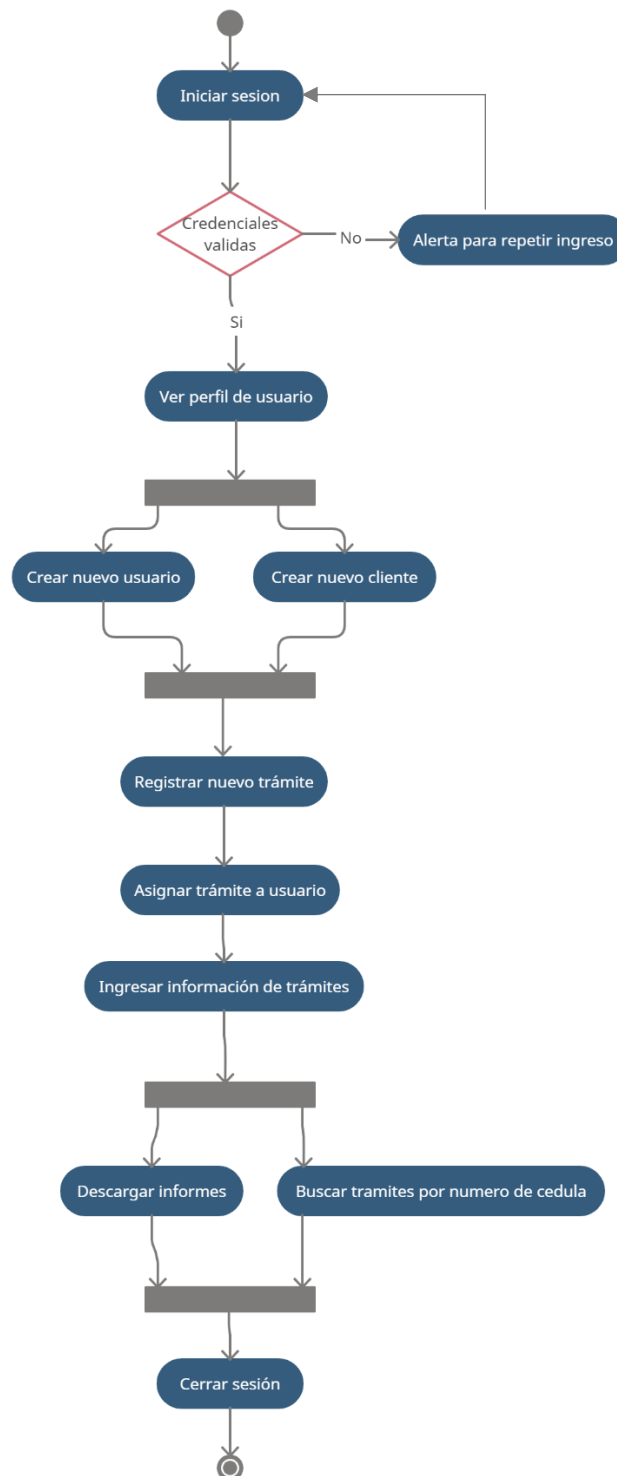 Iniciar sesion
Credenciales
validas
No
Alerta para repetir ingreso
Si
Ver perfil de usuario
Crear nuevo usuario
Crear nuevo cliente
Registrar nuevo trámite
Asignar trámite a usuario
Ingresar información de trámites
Descargar informes
Buscar tramites por numero de cedula
Cerrar sesión